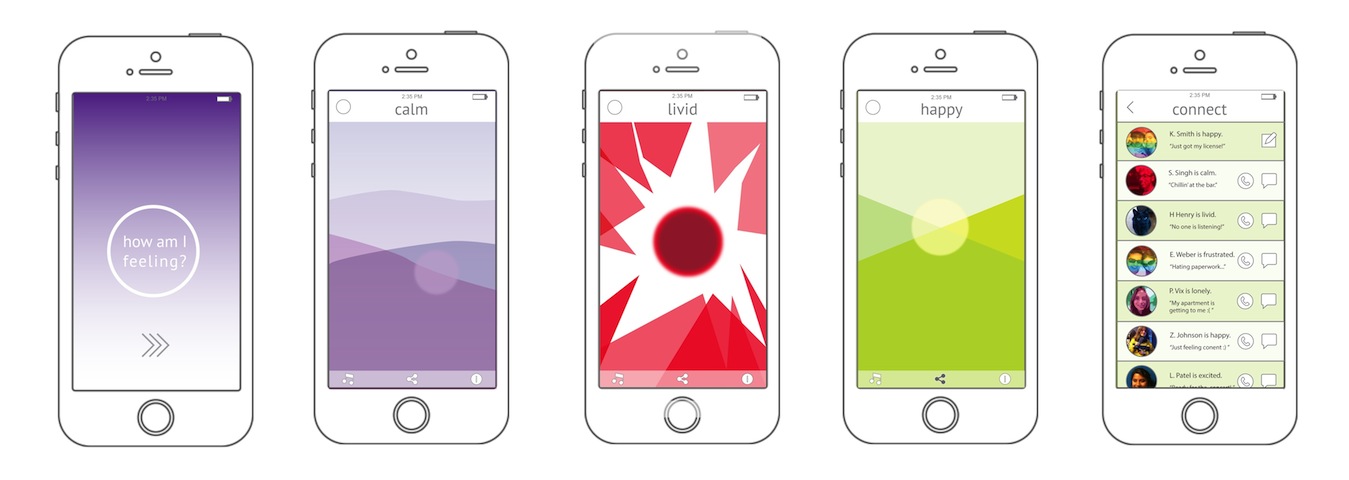 2:35 PM
how am I
feeling?
2:35 PM
calm
2:35 PM
livid
2:35 PM
happy
2:35 PM
connect
K. Smith is happy.
"Just got my license!"
S. Singh is calm.
"Chillin' at the bar."
H Henry is livid.
"No one is listening!"
E. Weber is frustrated.
"Hating paperwork..."
P. Vix is lonely.
"My apartment is
getting to me :( "
Z. Johnson is happy.
"Just feeling conent :) "
L. Patel is excited.